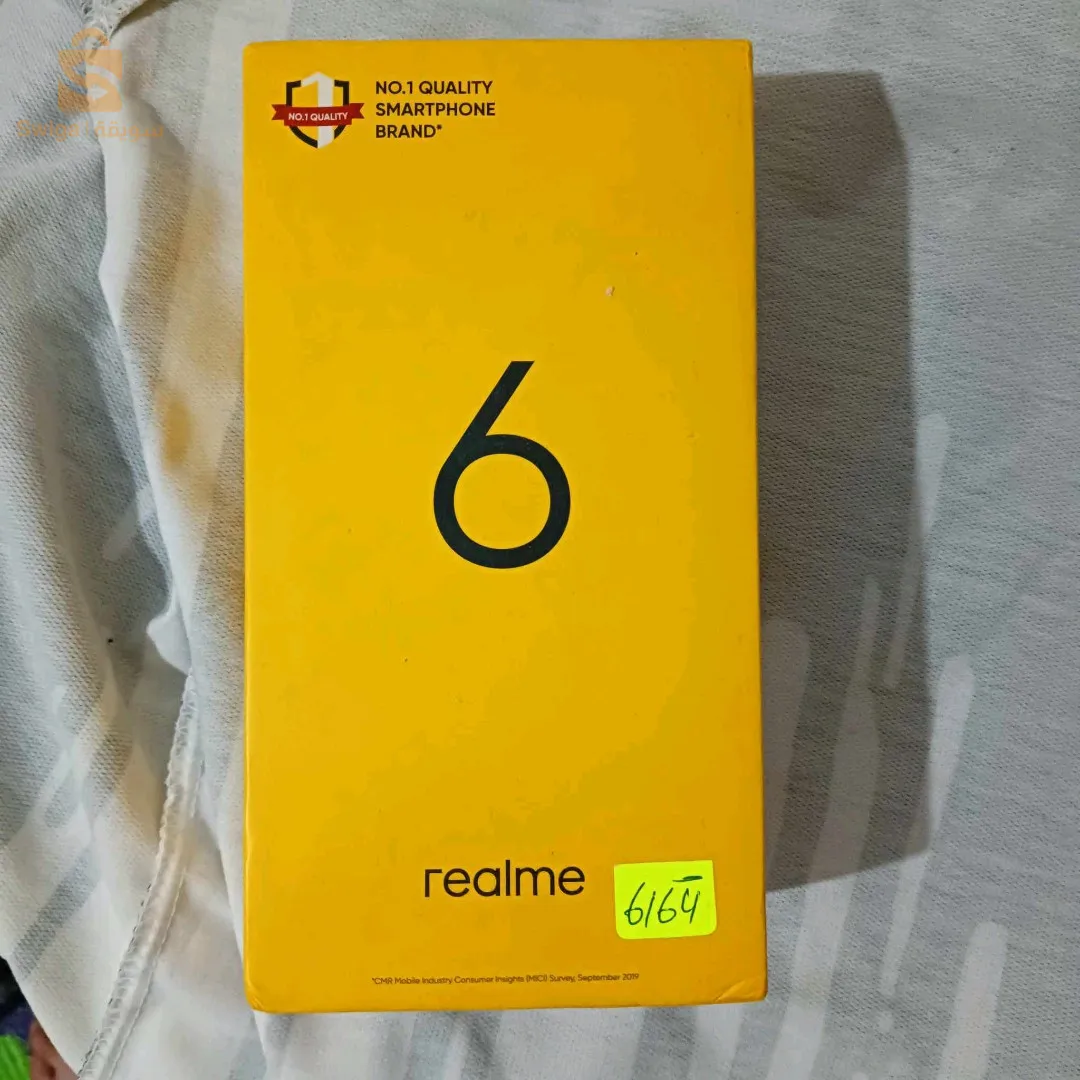 سويقة
NO.1 QUALITY
NO.1 QUALITY
SMARTPHONE
BRAND*
6
realme
6/64
*CMR Mobile Industry Consumer Insights (MICI) Survey, September 2019